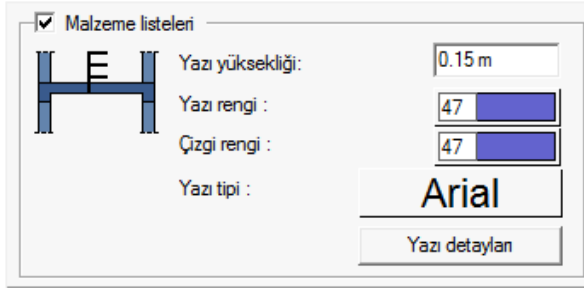 Malzeme listeleri
Yazı yüksekliği: 0.15 m
Yazı rengi : 47
Çizgi rengi : 47
Yazı tipi : Arial
Yazı detayları